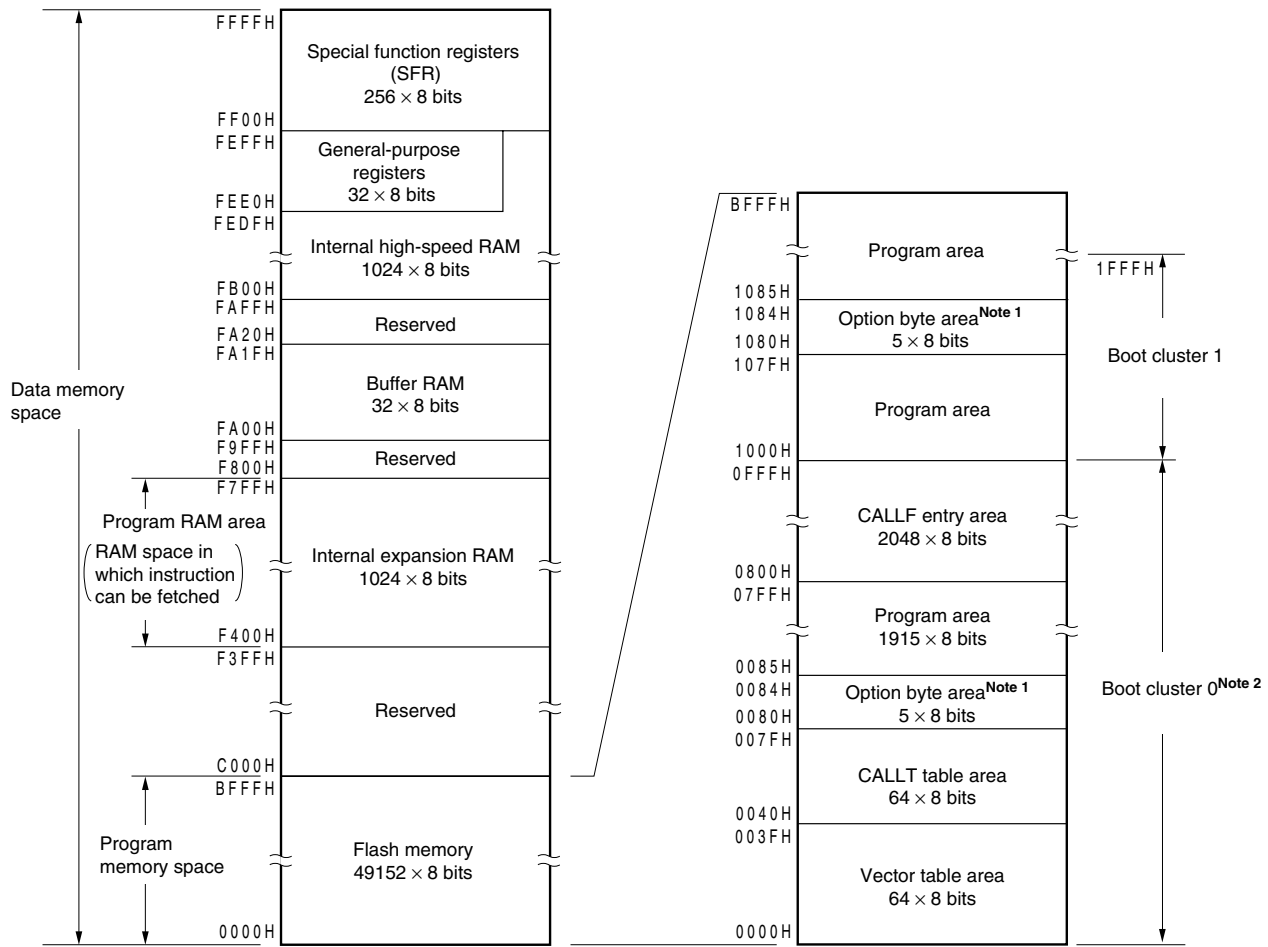 FFFFH
Special function registers
(SFR)
256 × 8 bits
FF00H
FEFFH
General-purpose
registers
32 × 8 bits
FEE0H
FEDFH
Internal high-speed RAM
1024 × 8 bits
FB00H
FAFFH
Reserved
FA20H
FA1FH
Buffer RAM
32 × 8 bits
FA00H
F9FFH
Reserved
F800H
F7FFH
Data memory
space
Program RAM area
RAM space in
which instruction
can be fetched
Internal expansion RAM
1024 × 8 bits
F400H
F3FFH
Reserved
C000H
BFFFH
Program
memory space
Flash memory
49152 × 8 bits
0000H
BFFFH
Program area
1FFFH
1085H
1084H
Option byte area Note 1
5 × 8 bits
1080H
107FH
Boot cluster 1
Program area
1000H
0FFFH
CALLF entry area
2048 × 8 bits
0800H
07FFH
Program area
1915 × 8 bits
0085H
0084H
Option byte area Note 1
5 × 8 bits
0080H
007FH
Boot cluster 0 Note 2
CALLT table area
64 × 8 bits
0040H
003FH
Vector table area
64 × 8 bits
0000H